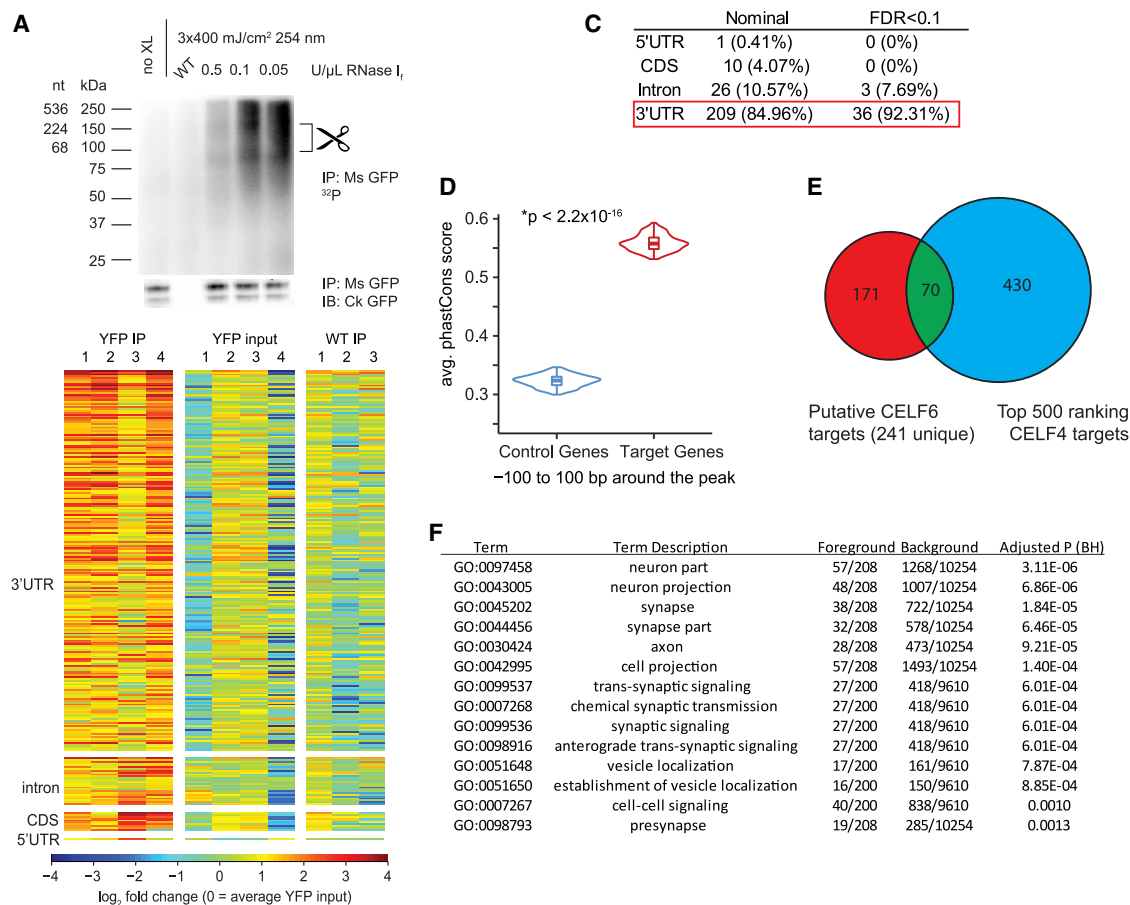 A
no XL
3x400 mJ/cm² 254 nm
WT
0.5 0.1 0.05 U/µL RNase If
nt kDa
536 250
224 150
68 100
75
50
37
25
IP: Ms GFP
³²P
IP: Ms GFP
IB: Ck GFP
YFP IP YFP input WT IP
1 2 3 4 1 2 3 4 1 2 3
3'UTR
intron
CDS
5'UTR
−4 −3 −2 −1 0 1 2 3 4
log₂ fold change (0 = average YFP input)
C
Nominal FDR<0.1
5'UTR 1 (0.41%) 0 (0%)
CDS 10 (4.07%) 0 (0%)
Intron 26 (10.57%) 3 (7.69%)
3'UTR 209 (84.96%) 36 (92.31%)
D
*p < 2.2x10⁻¹⁶
avg. phastCons score
0.6
0.5
0.4
0.3
Control Genes Target Genes
−100 to 100 bp around the peak
E
171 70 430
Putative CELF6
targets (241 unique)
Top 500 ranking
CELF4 targets
F
Term Term Description Foreground Background Adjusted P (BH)
GO:0097458 neuron part 57/208 1268/10254 3.11E-06
GO:0043005 neuron projection 48/208 1007/10254 6.86E-06
GO:0045202 synapse 38/208 722/10254 1.84E-05
GO:0044456 synapse part 32/208 578/10254 6.46E-05
GO:0030424 axon 28/208 473/10254 9.21E-05
GO:0042995 cell projection 57/208 1493/10254 1.40E-04
GO:0099537 trans-synaptic signaling 27/200 418/9610 6.01E-04
GO:0007268 chemical synaptic transmission 27/200 418/9610 6.01E-04
GO:0099536 synaptic signaling 27/200 418/9610 6.01E-04
GO:0098916 anterograde trans-synaptic signaling 27/200 418/9610 6.01E-04
GO:0051648 vesicle localization 17/200 161/9610 7.87E-04
GO:0051650 establishment of vesicle localization 16/200 150/9610 8.85E-04
GO:0007267 cell-cell signaling 40/200 838/9610 0.0010
GO:0098793 presynapse 19/208 285/10254 0.0013